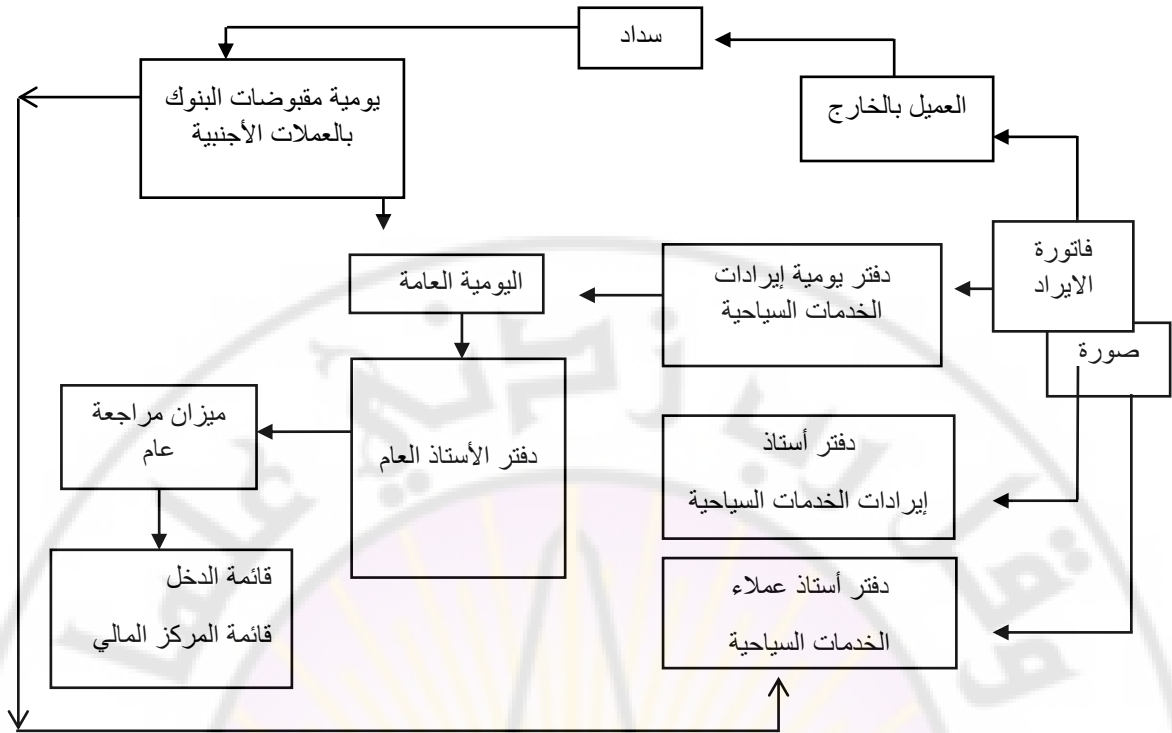 سداد
العميل بالخارج
يومية مقبوضات البنوك
بالعملات الأجنبية
فاتورة
الايراد
صورة
دفتر يومية إيرادات
الخدمات السياحية
اليومية العامة
دفتر أستاذ
إيرادات الخدمات السياحية
دفتر الأستاذ العام
ميزان مراجعة
عام
دفتر أستاذ عملاء
الخدمات السياحية
قائمة الدخل
قائمة المركز المالي